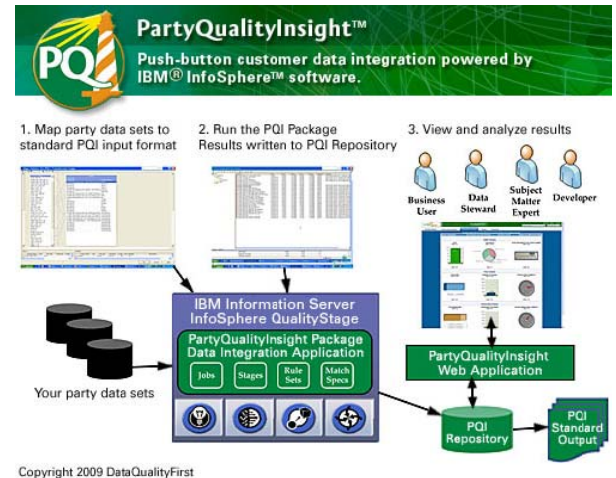 PQI
PartyQualityInsight™
Push-button customer data integration powered by
IBM® InfoSphere™ software.
1. Map party data sets to
standard PQI input format
2. Run the PQI Package
Results written to PQI Repository
3. View and analyze results
Business
User
Data
Steward
Subject
Matter
Expert
Developer
IBM Information Server
InfoSphere QualityStage
PartyQualityInsight Package
Data Integration Application
Jobs
Stages
Rule
Sets
Match
Specs
Your party data sets
PartyQualityInsight
Web Application
PQI
Repository
PQI
Standard
Output
Copyright 2009 DataQualityFirst